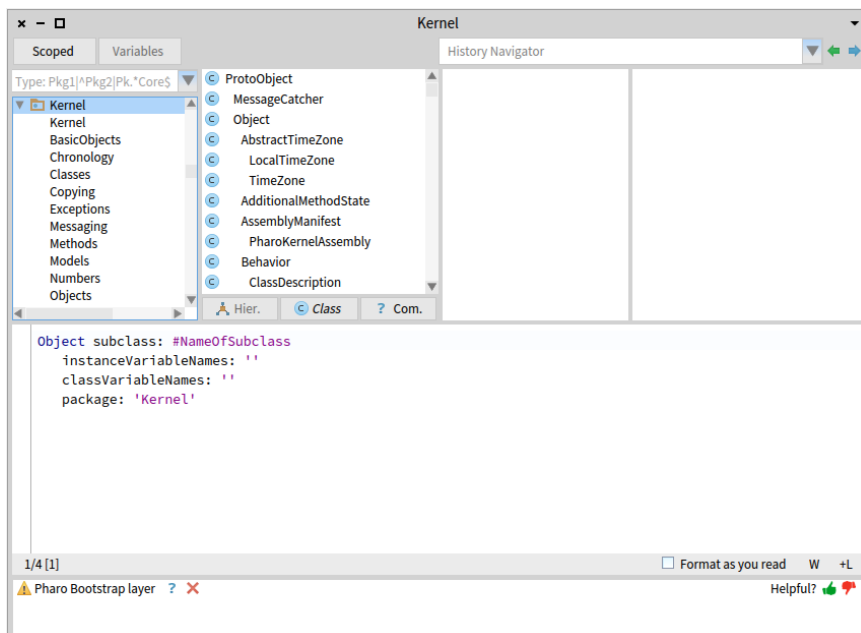 Kernel
Scoped Variables History Navigator
Type: Pkg1|^Pkg2|Pk.*Core$
Kernel
Kernel
BasicObjects
Chronology
Classes
Copying
Exceptions
Messaging
Methods
Models
Numbers
Objects
C ProtoObject
C MessageCatcher
C Object
C AbstractTimeZone
C LocalTimeZone
C TimeZone
C AdditionalMethodState
C AssemblyManifest
C PharoKernelAssembly
C Behavior
C ClassDescription
Hier. C Class ? Com.
Object subclass: #NameOfSubclass
instanceVariableNames: ''
classVariableNames: ''
package: 'Kernel'
1/4 [1] Format as you read W +L
Pharo Bootstrap layer ? Helpful?